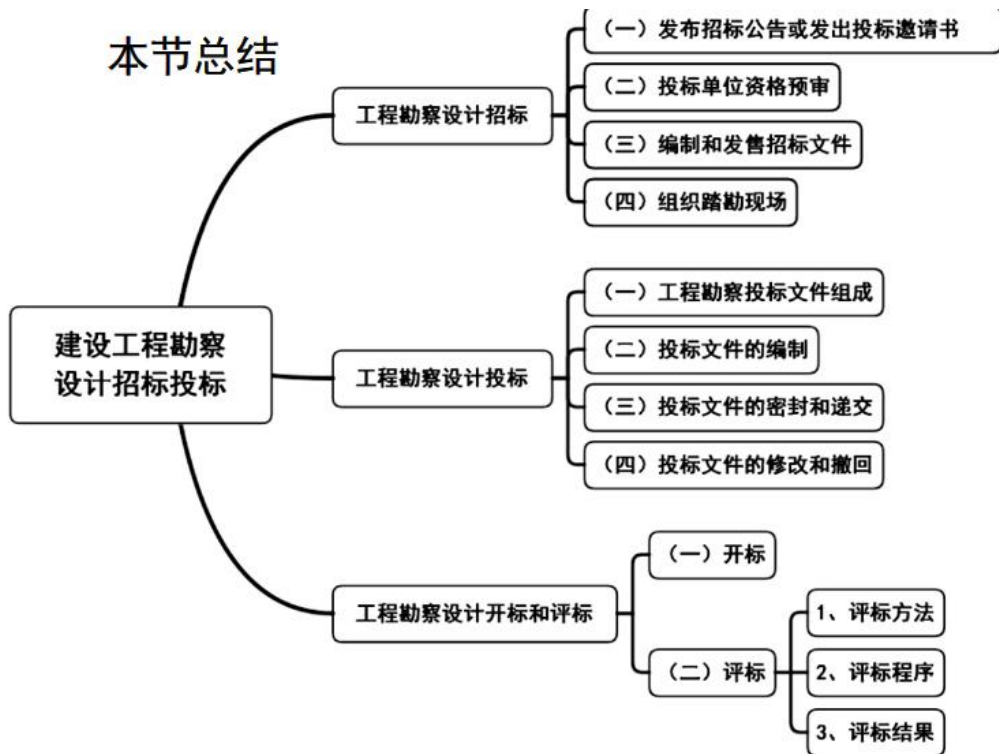 本节总结
建设工程勘察
设计招标投标
工程勘察设计招标
（一）发布招标公告或发出投标邀请书
（二）投标单位资格预审
（三）编制和发售招标文件
（四）组织踏勘现场
工程勘察设计投标
（一）工程勘察投标文件组成
（二）投标文件的编制
（三）投标文件的密封和递交
（四）投标文件的修改和撤回
工程勘察设计开标和评标
（一）开标
（二）评标
1、评标方法
2、评标程序
3、评标结果